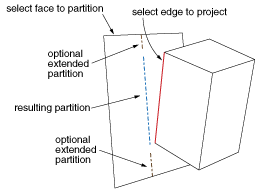 select face to partition
select edge to project
optional
extended
partition
resulting partition
optional
extended
partition